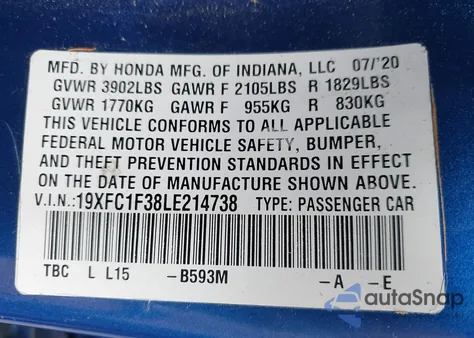 MFD. BY HONDA MFG. OF INDIANA, LLC 07/'20
GVWR 3902LBS GAWR F 2105LBS R 1829LBS
GVWR 1770KG GAWR F 955KG R 830KG
THIS VEHICLE CONFORMS TO ALL APPLICABLE
FEDERAL MOTOR VEHICLE SAFETY, BUMPER,
AND THEFT PREVENTION STANDARDS IN EFFECT
ON THE DATE OF MANUFACTURE SHOWN ABOVE.
V.I.N.:19XFC1F38LE214738 TYPE: PASSENGER CAR
TBC L L15 -B593M -A -E
autoSnap